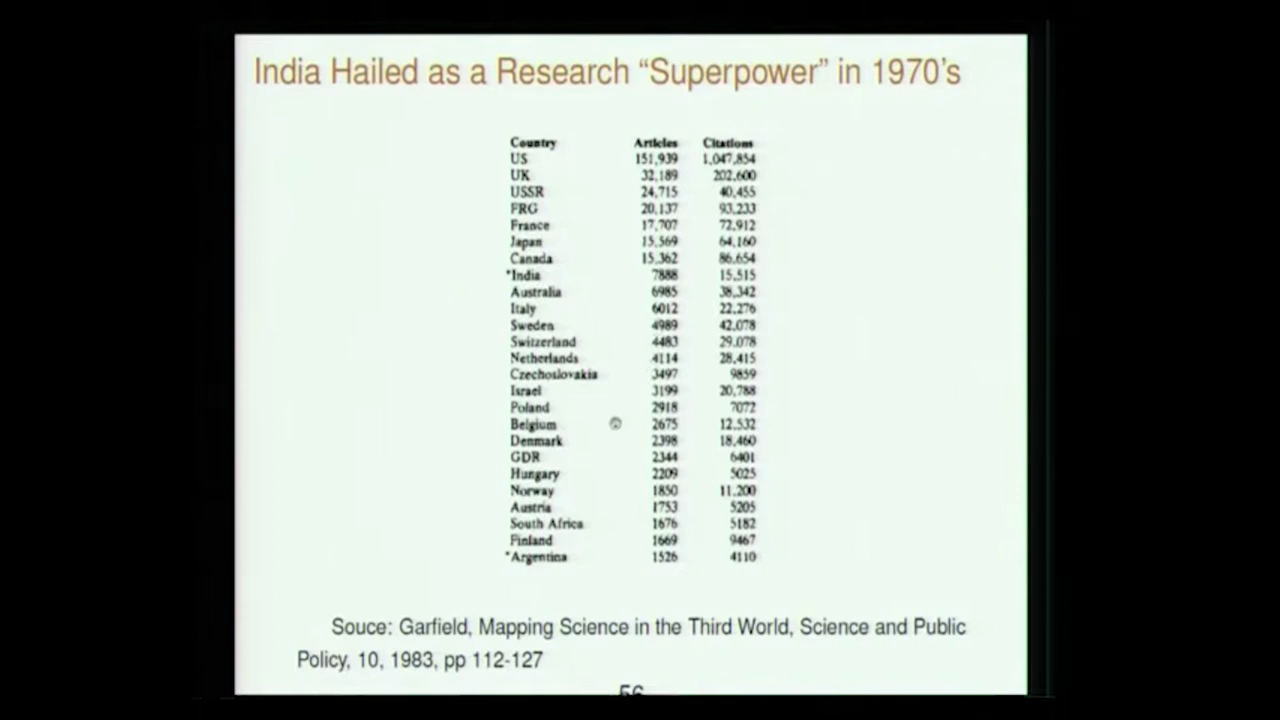 India Hailed as a Research “Superpower” in 1970’s
Country Articles Citations
US 151,939 1,047,854
UK 32,189 202,600
USSR 24,715 40,455
FRG 20,137 93,233
France 17,707 72,912
Japan 15,569 64,160
Canada 15,362 86,654
*India 7888 15,515
Australia 6985 38,342
Italy 6012 22,276
Sweden 4989 42,078
Switzerland 4483 29,078
Netherlands 4114 28,415
Czechoslovakia 3497 9859
Israel 3199 20,788
Poland 2918 7072
Belgium 2675 12,532
Denmark 2398 18,460
GDR 2344 6401
Hungary 2209 5025
Norway 1850 11,200
Austria 1753 5205
South Africa 1676 5182
Finland 1669 9467
*Argentina 1526 4110
Souce: Garfield, Mapping Science in the Third World, Science and Public
Policy, 10, 1983, pp 112-127
56